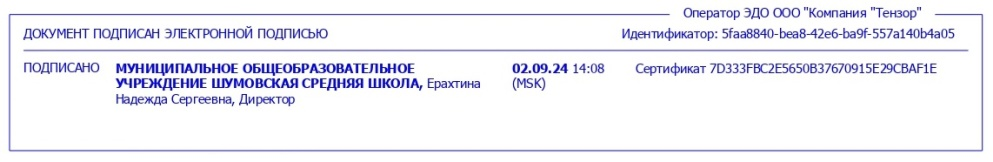 Оператор ЭДО ООО "Компания "Тензор"
ДОКУМЕНТ ПОДПИСАН ЭЛЕКТРОННОЙ ПОДПИСЬЮ Идентификатор: 5faa8840-bea8-42e6-ba9f-557a140b4a05
ПОДПИСАНО МУНИЦИПАЛЬНОЕ ОБЩЕОБРАЗОВАТЕЛЬНОЕ 02.09.24 14:08 Сертификат 7D333FBC2E5650B37670915E29CBAF1E
УЧРЕЖДЕНИЕ ШУМОВСКАЯ СРЕДНЯЯ ШКОЛА, Ерахтина (MSK)
Надежда Сергеевна, Директор